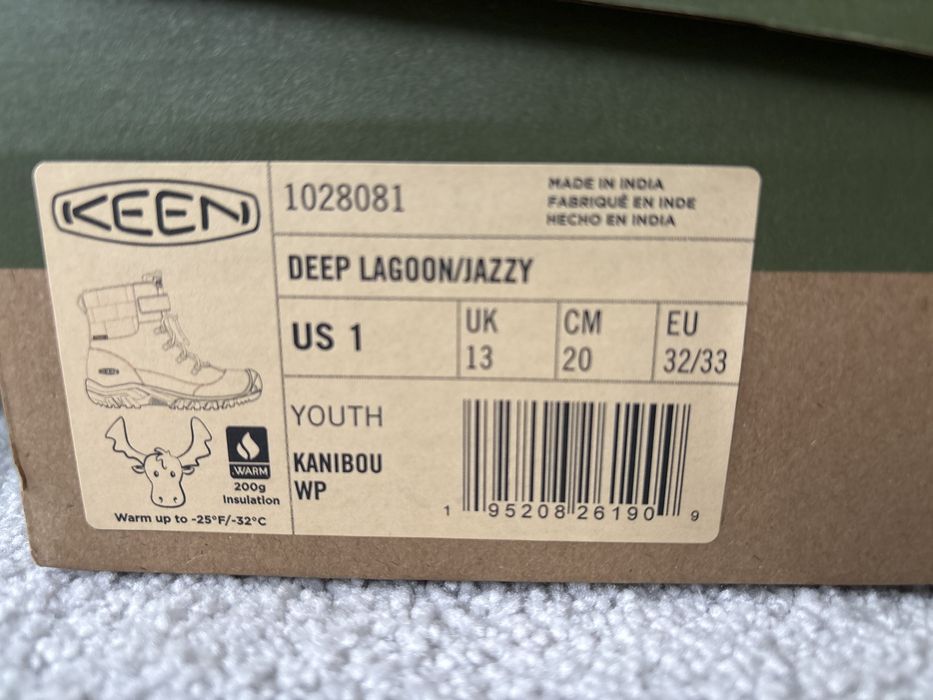 KEEN
1028081
MADE IN INDIA
FABRIQUÉ EN INDE
HECHO EN INDIA
DEEP LAGOON/JAZZY
US 1
UK
13
CM
20
EU
32/33
KEEN
.WARM
200g
Insulation
Warm up to -25°F/-32°C
YOUTH
KANIBOU
WP
1 95208 26190 9